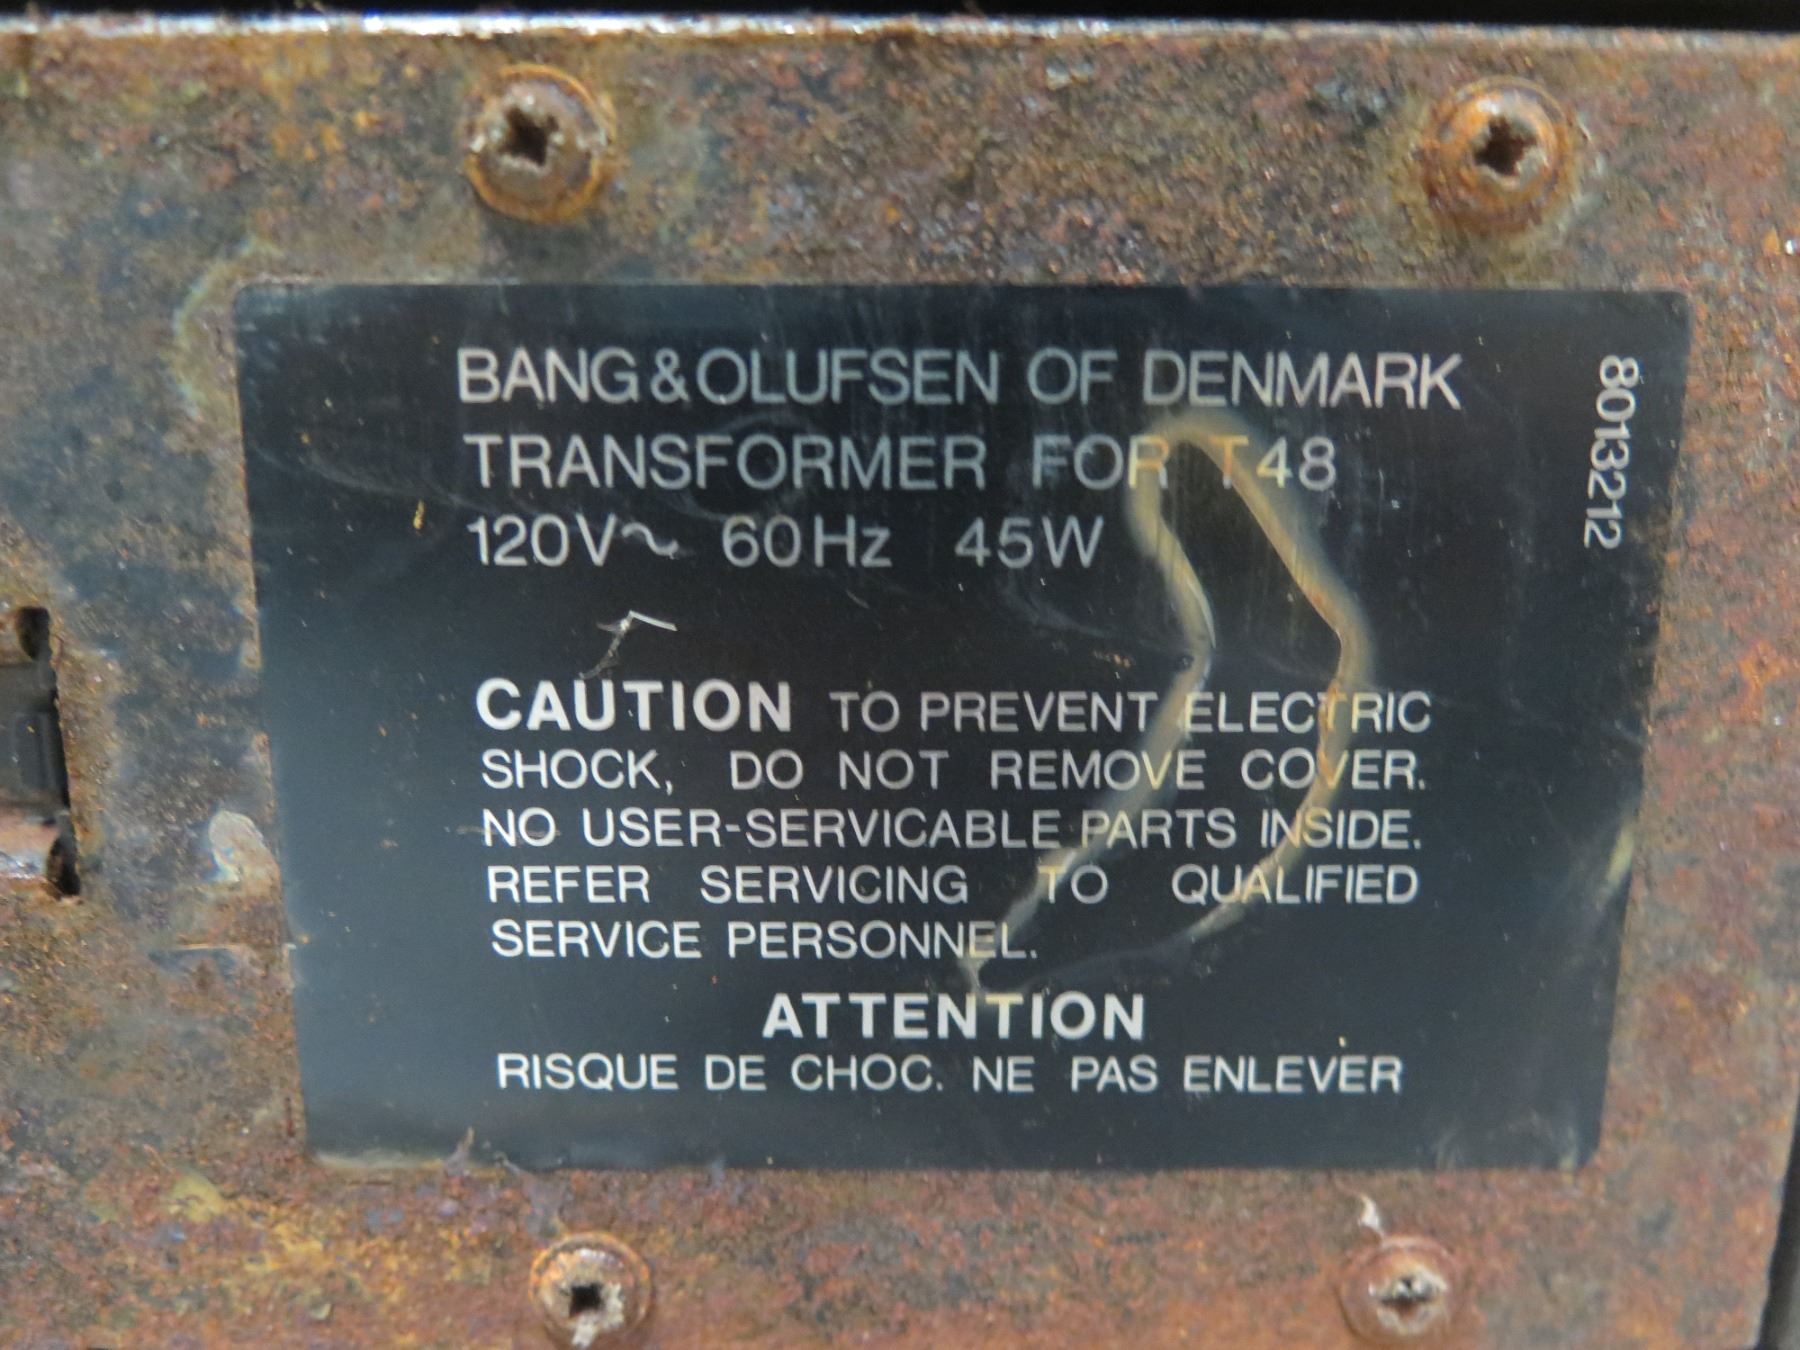 BANG & OLUFSEN OF DENMARK
TRANSFORMER FOR T48
120V~ 60Hz 45W
8013212
CAUTION TO PREVENT ELECTRIC
SHOCK, DO NOT REMOVE COVER.
NO USER-SERVICABLE PARTS INSIDE.
REFER SERVICING TO QUALIFIED
SERVICE PERSONNEL.
ATTENTION
RISQUE DE CHOC. NE PAS ENLEVER